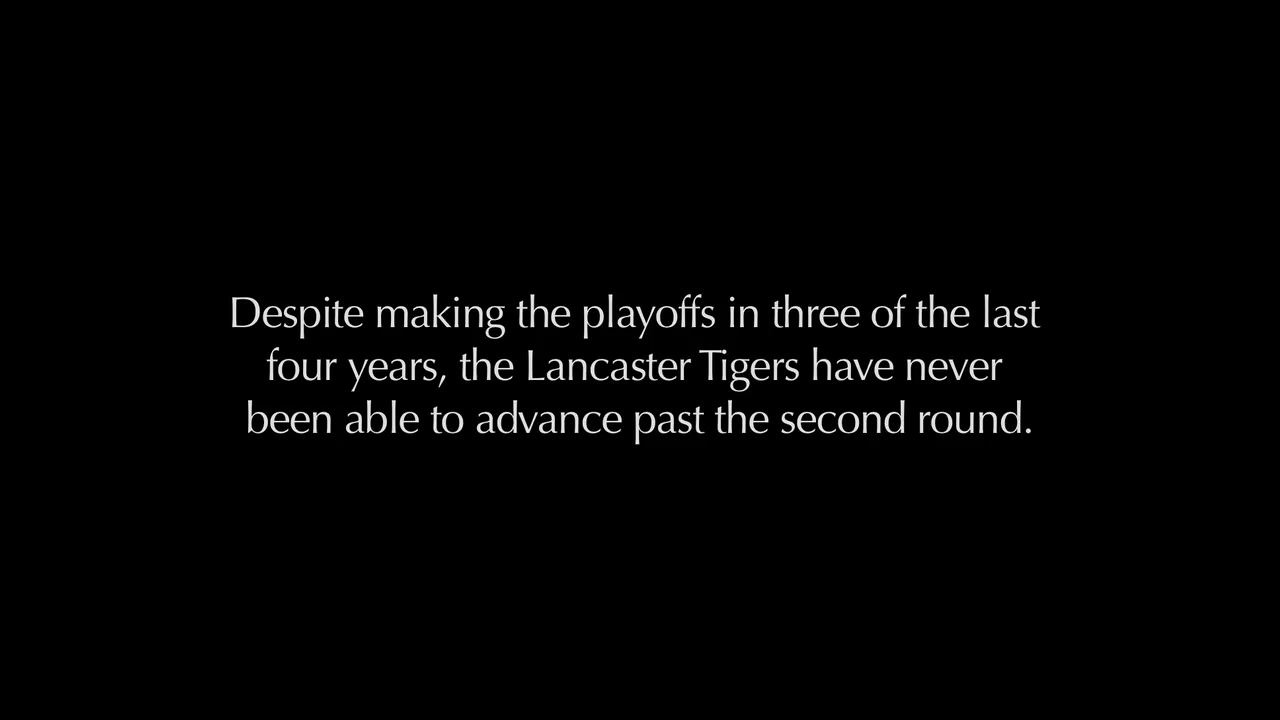 Despite making the playoffs in three of the last
four years, the Lancaster Tigers have never
been able to advance past the second round.